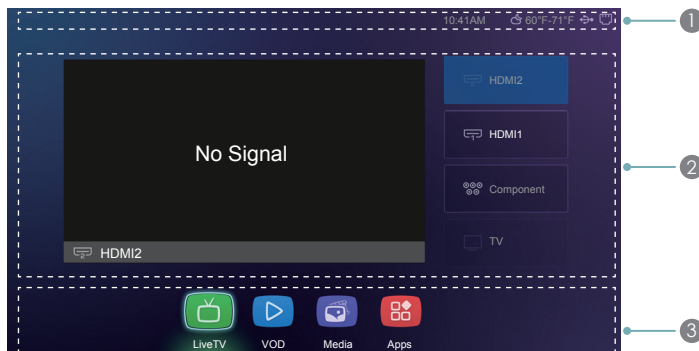 10:41AM 60°F-71°F
1
HDMI2
HDMI1
No Signal
2
Component
TV
HDMI2
3
LiveTV VOD Media Apps